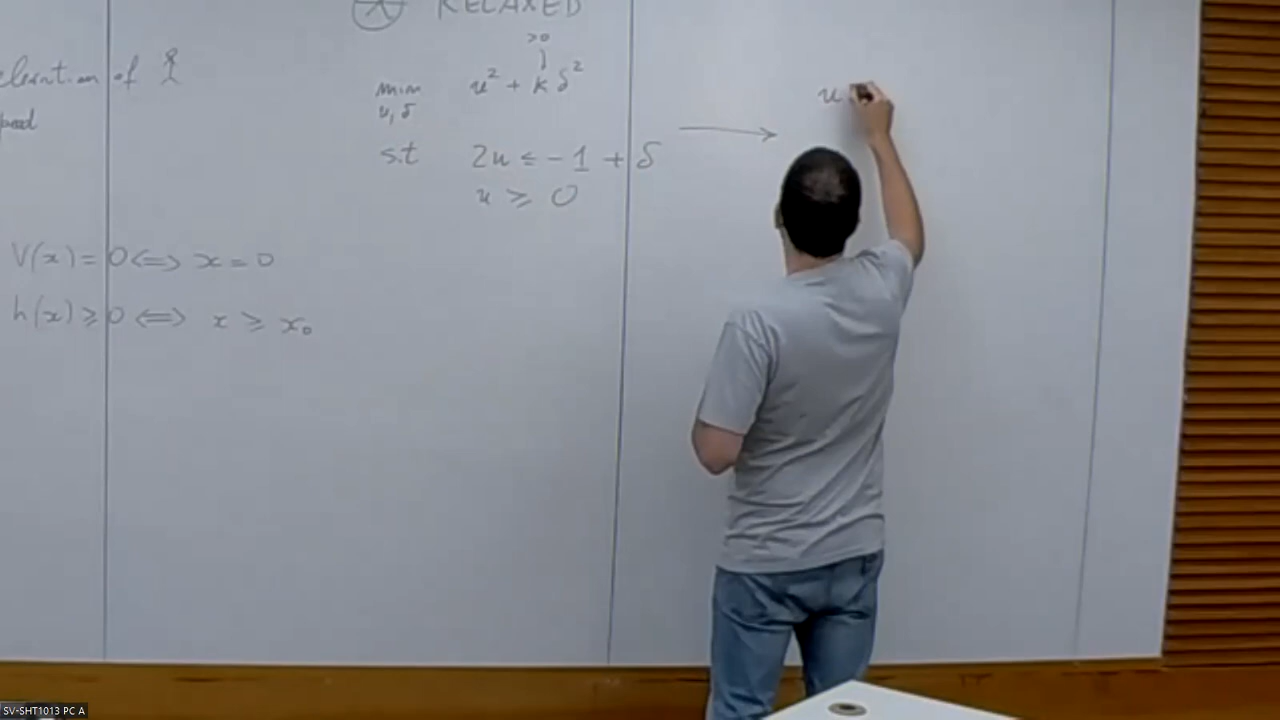 RELAXED
of
>0
min u² + k δ²
u, δ
s.t 2u ≤ -1 + δ
u ≥ 0
u
V(x) = 0 ⟺ x = 0
h(x) ≥ 0 ⟺ x ≥ x₀
SV-SHT1013 PC A